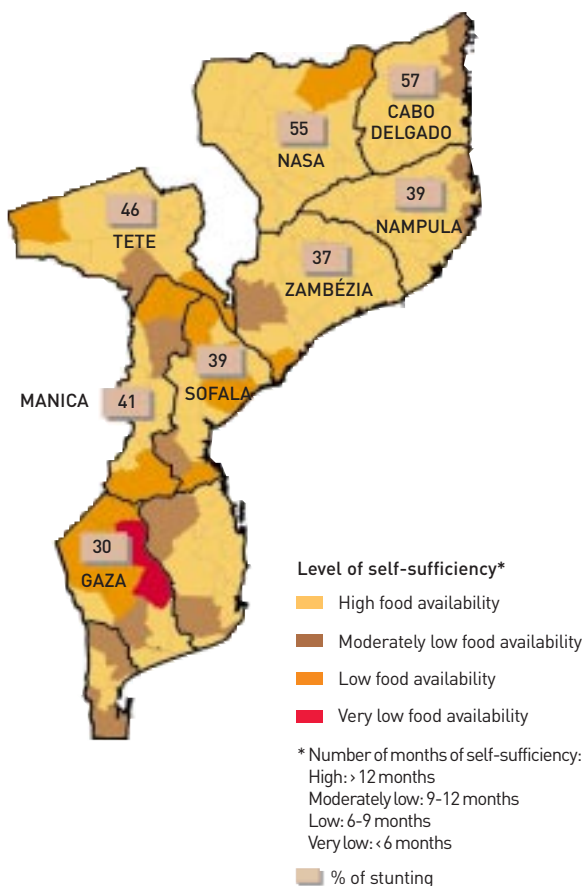 57
CABO
DELGADO
55
NASA
39
NAMPULA
46
TETE
37
ZAMBÉZIA
39
SOFALA
MANICA 41
30
GAZA
Level of self-sufficiency*
High food availability
Moderately low food availability
Low food availability
Very low food availability
* Number of months of self-sufficiency:
High: › 12 months
Moderately low: 9-12 months
Low: 6-9 months
Very low: ‹ 6 months
% of stunting